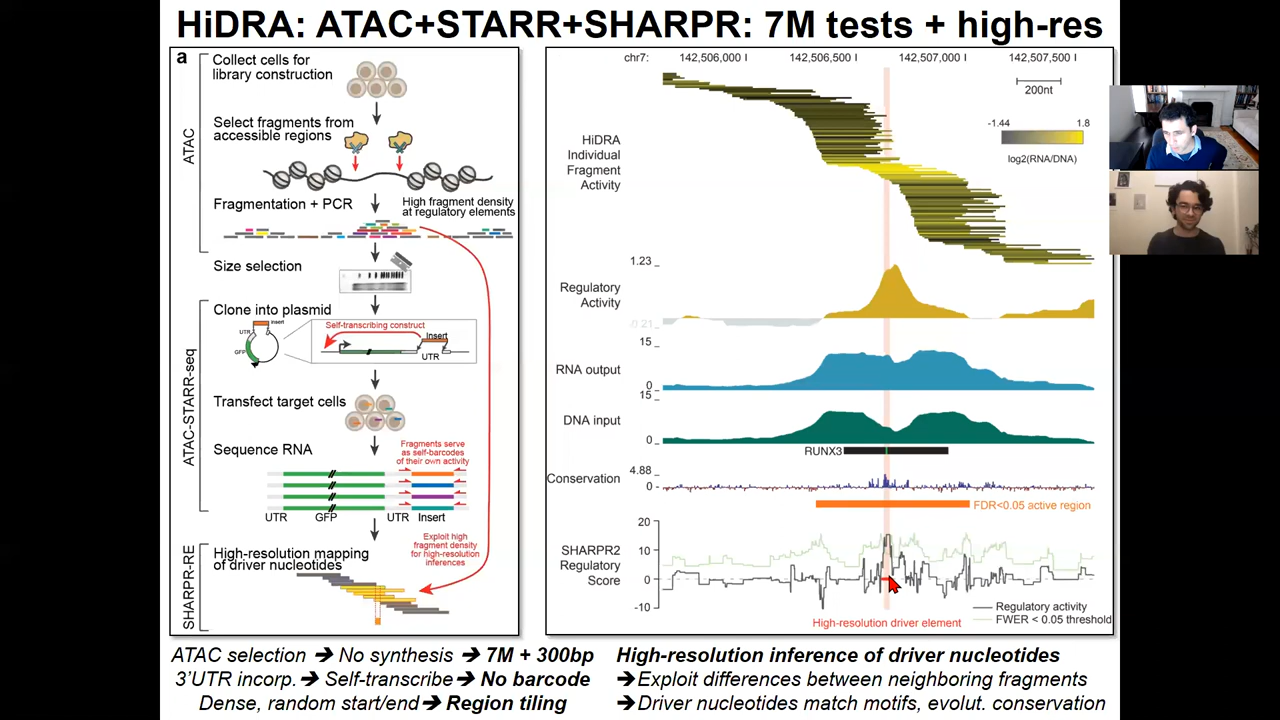 HiDRA: ATAC+STARR+SHARPR: 7M tests + high-res
a
ATAC
Collect cells for
library construction
Select fragments from
accessible regions
Fragmentation + PCR
High fragment density
at regulatory elements
Size selection
ATAC-STARR-seq
Clone into plasmid
UTR
Insert
GFP
Self-transcribing construct
Insert
UTR
Transfect target cells
Sequence RNA
Fragments serve
as self-barcodes
of their own activity
UTR GFP UTR Insert
SHARPR-RE
High-resolution mapping
of driver nucleotides
Exploit high
fragment density
for high-resolution
inferences
chr7: 142,506,000 142,506,500 142,507,000 142,507,500
200nt
HiDRA
Individual
Fragment
Activity
-1.44 1.8
log2(RNA/DNA)
1.23
Regulatory
Activity
-0.21
15
RNA output
0
15
DNA input
0
RUNX3
4.88
Conservation
0
FDR<0.05 active region
20
10
0
-10
SHARPR2
Regulatory
Score
Regulatory activity
FWER < 0.05 threshold
High-resolution driver element
ATAC selection ➔ No synthesis ➔ 7M + 300bp
3'UTR incorp.➔ Self-transcribe➔ No barcode
Dense, random start/end➔ Region tiling
High-resolution inference of driver nucleotides
➔Exploit differences between neighboring fragments
➔Driver nucleotides match motifs, evolut. conservation